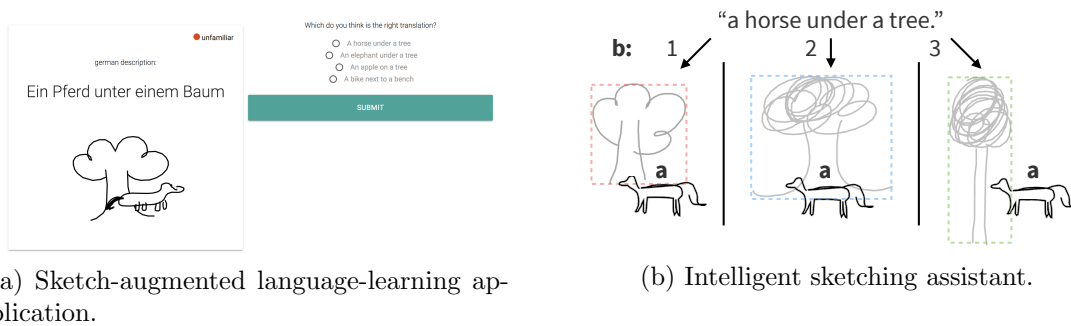 unfamiliar
german description:
Ein Pferd unter einem Baum
Which do you think is the right translation?
A horse under a tree
An elephant under a tree
An apple on a tree
A bike next to a bench
SUBMIT
a) Sketch-augmented language-learning ap-
plication.
“a horse under a tree.”
b: 1 2 3
a a a
(b) Intelligent sketching assistant.